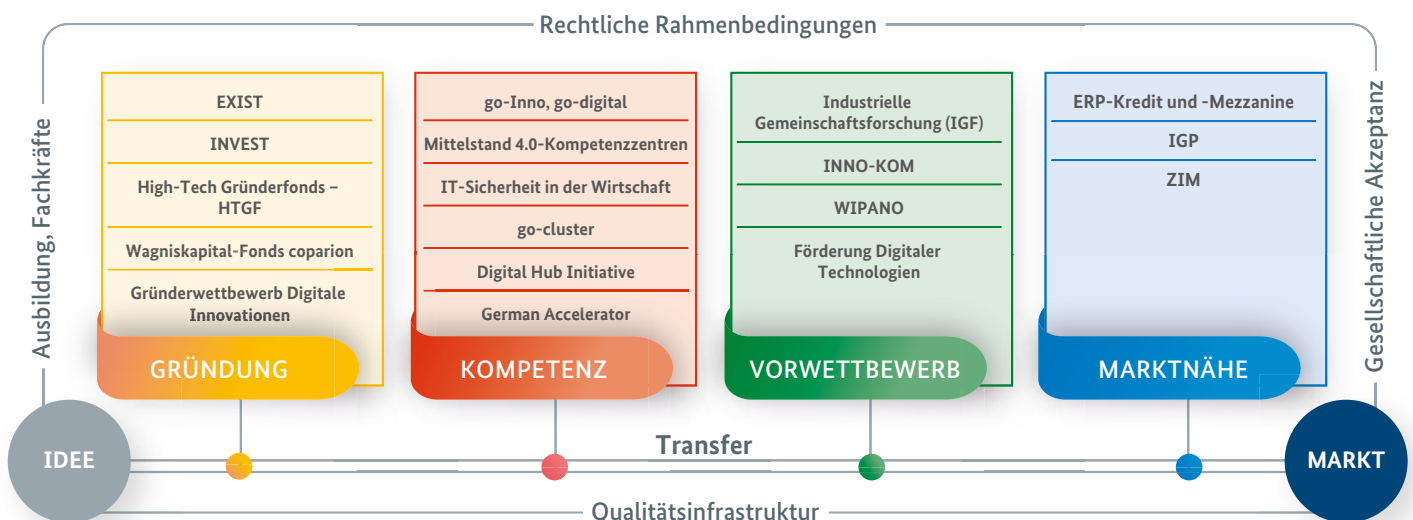 Rechtliche Rahmenbedingungen
Ausbildung, Fachkräfte
EXIST
INVEST
High-Tech Gründerfonds –
HTGF
Wagniskapital-Fonds coparion
Gründerwettbewerb Digitale
Innovationen
GRÜNDUNG
go-Inno, go-digital
Mittelstand 4.0-Kompetenzzentren
IT-Sicherheit in der Wirtschaft
go-cluster
Digital Hub Initiative
German Accelerator
KOMPETENZ
Industrielle
Gemeinschaftsforschung (IGF)
INNO-KOM
WIPANO
Förderung Digitaler
Technologien
VORWETTBEWERB
ERP-Kredit und -Mezzanine
IGP
ZIM
MARKTNÄHE
Gesellschaftliche Akzeptanz
IDEE
Transfer
MARKT
Qualitätsinfrastruktur